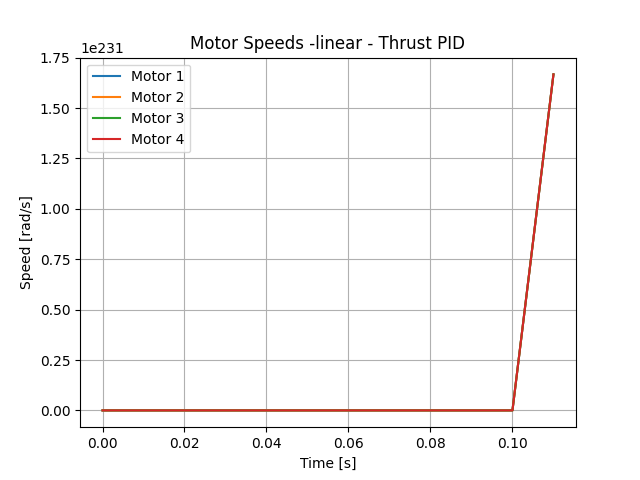 Motor Speeds -linear - Thrust PID
1e231
Motor 1
Motor 2
Motor 3
Motor 4
Speed [rad/s]
1.75
1.50
1.25
1.00
0.75
0.50
0.25
0.00
0.00 0.02 0.04 0.06 0.08 0.10
Time [s]